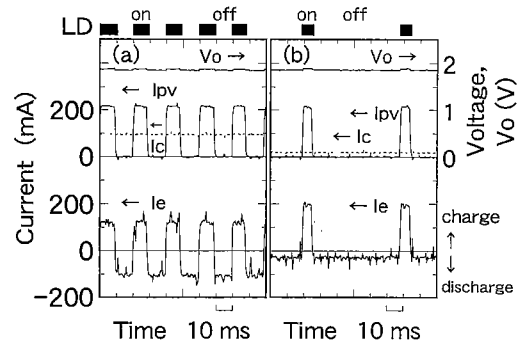 LD on off on off
(a) Vo → (b) Vo → 2
200 ← Ipv ← Ipv 1
← Ic ← Ic
0 0
Current (mA)
Voltage, Vo (V)
200 ← Ie ← Ie charge
0
-200 discharge
Time 10 ms Time 10 ms